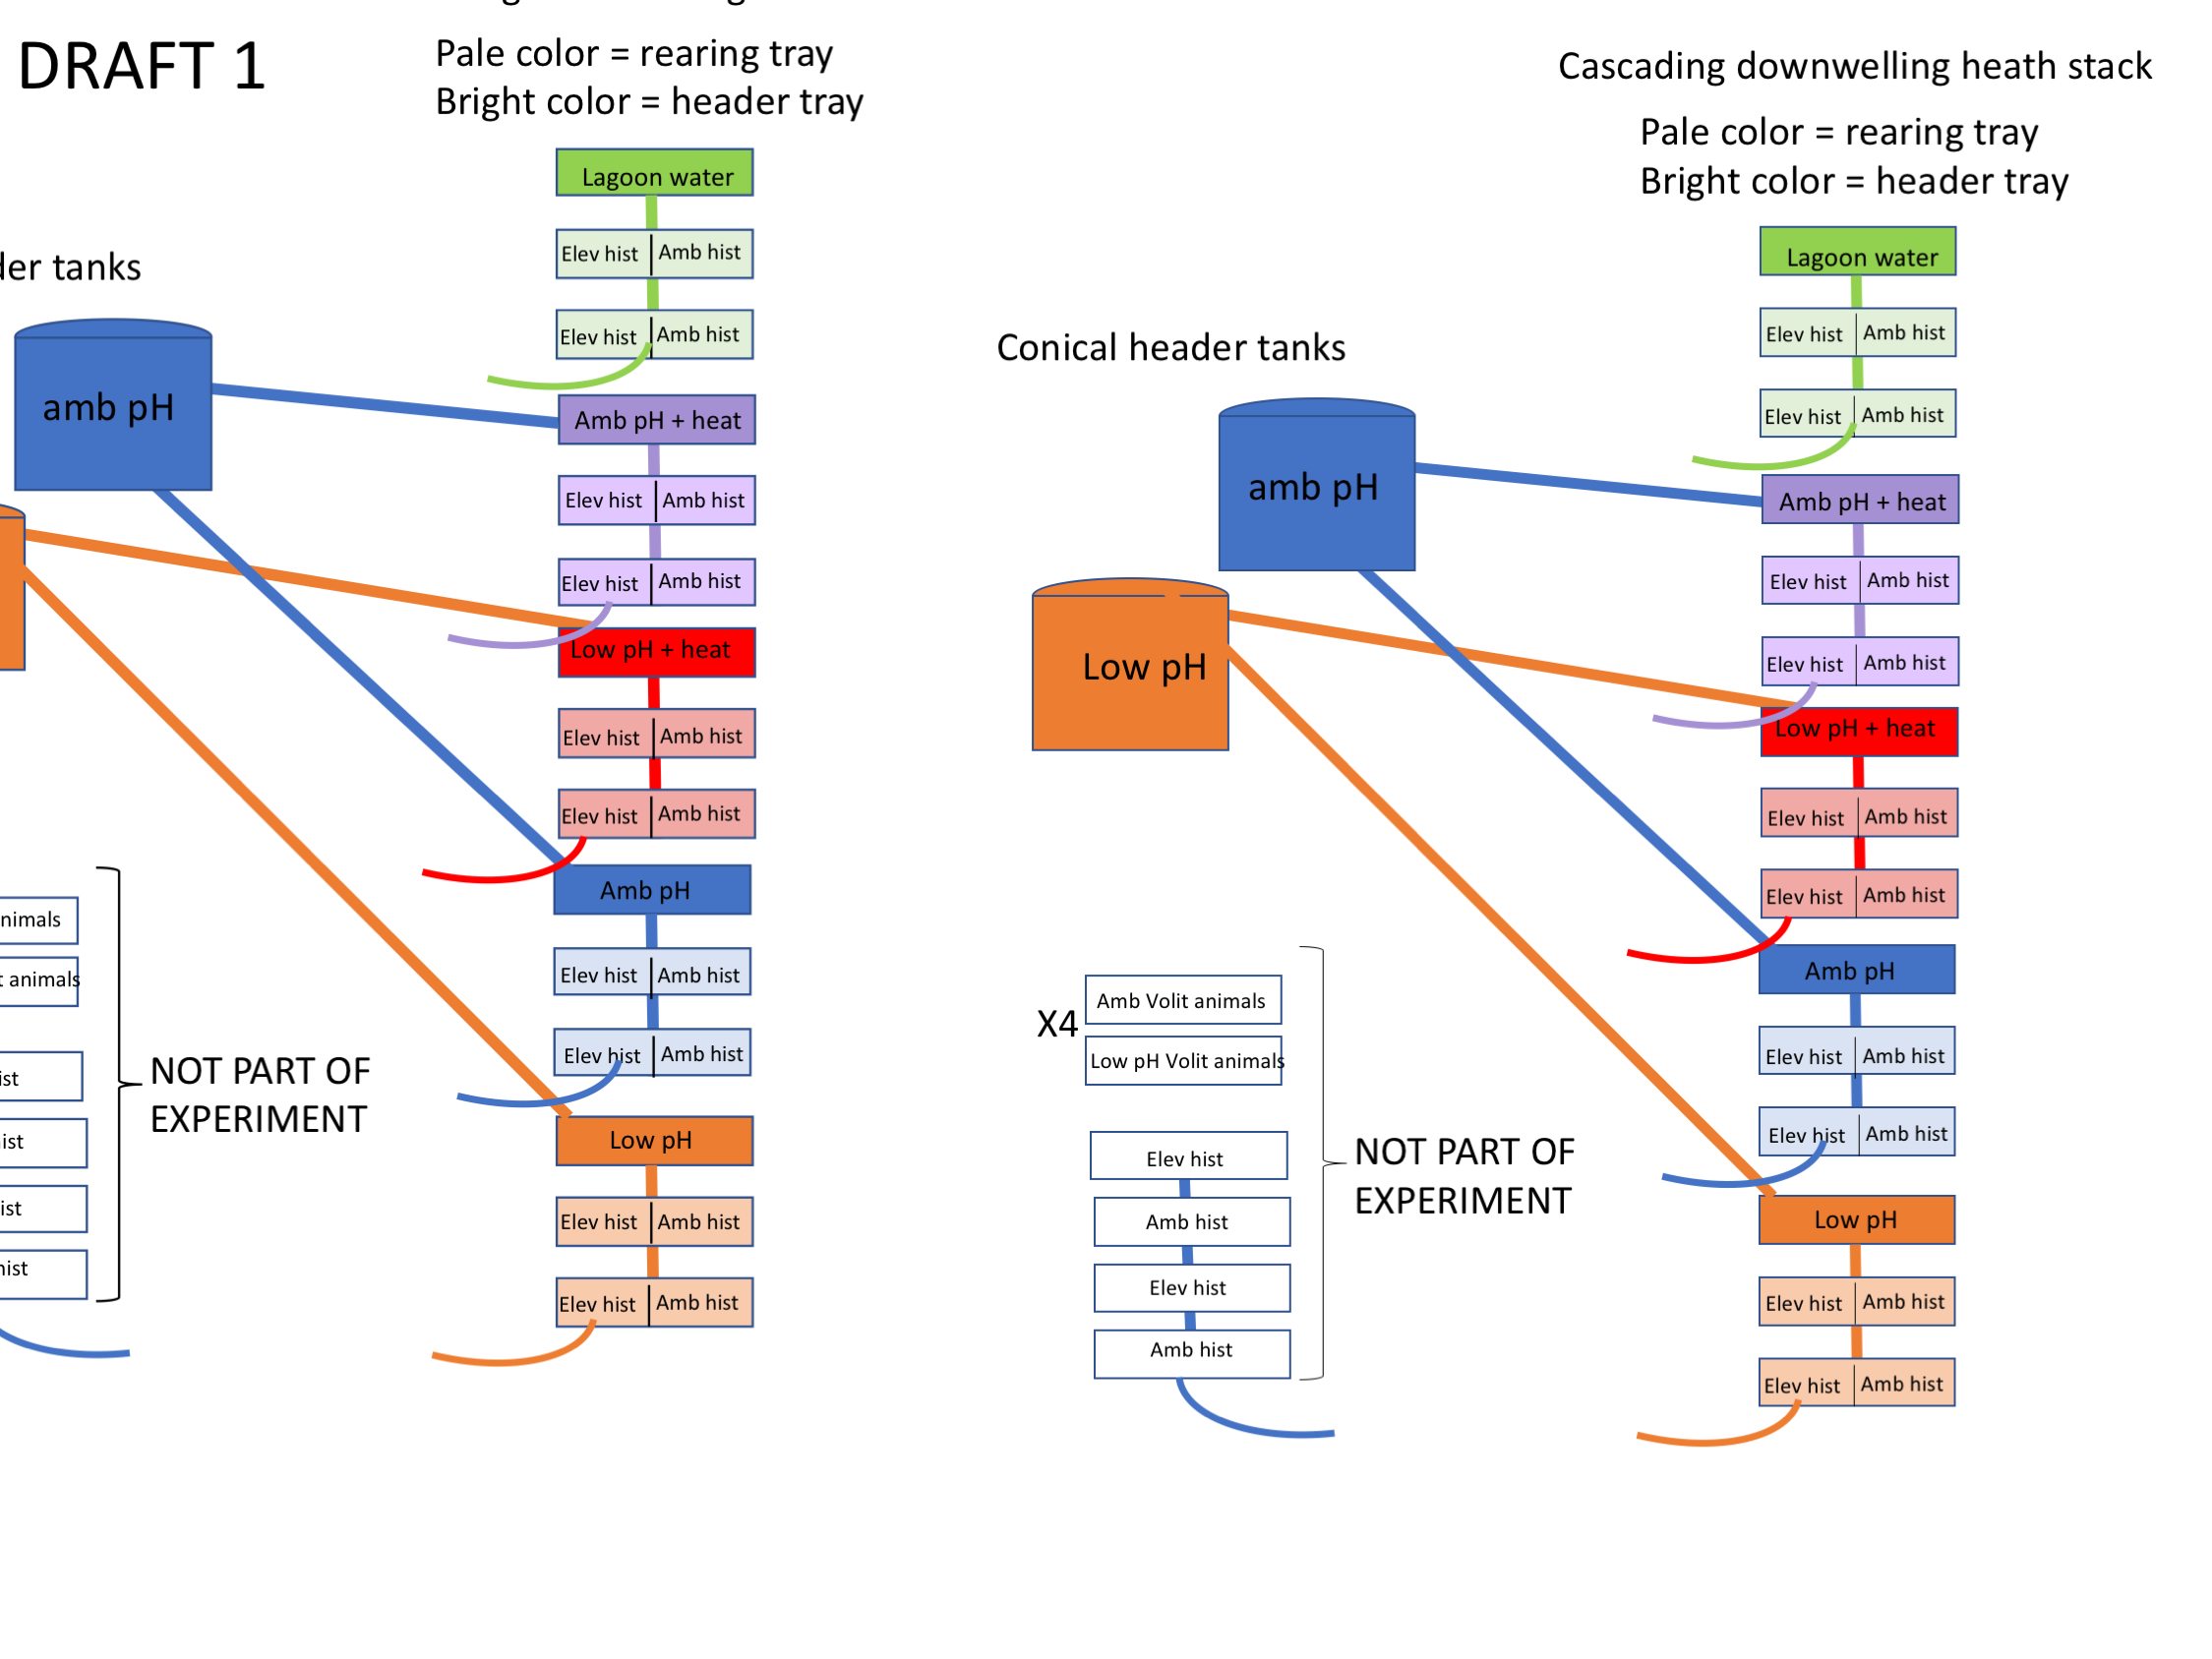 DRAFT 1
Pale color = rearing tray
Bright color = header tray
Lagoon water
Elev hist Amb hist
Elev hist Amb hist
der tanks
amb pH
Amb pH + heat
Elev hist Amb hist
Elev hist Amb hist
Low pH + heat
Elev hist Amb hist
Elev hist Amb hist
Amb pH
Elev hist Amb hist
Elev hist Amb hist
Low pH
Elev hist Amb hist
Elev hist Amb hist
nimals
t animals
ist
ist
ist
hist
NOT PART OF
EXPERIMENT
Cascading downwelling heath stack
Pale color = rearing tray
Bright color = header tray
Lagoon water
Elev hist Amb hist
Elev hist Amb hist
Conical header tanks
amb pH
Low pH
Amb pH + heat
Elev hist Amb hist
Elev hist Amb hist
Low pH + heat
Elev hist Amb hist
Elev hist Amb hist
Amb pH
Elev hist Amb hist
Elev hist Amb hist
Low pH
Elev hist Amb hist
Elev hist Amb hist
X4
Amb Volit animals
Low pH Volit animals
Elev hist
Amb hist
Elev hist
Amb hist
NOT PART OF
EXPERIMENT